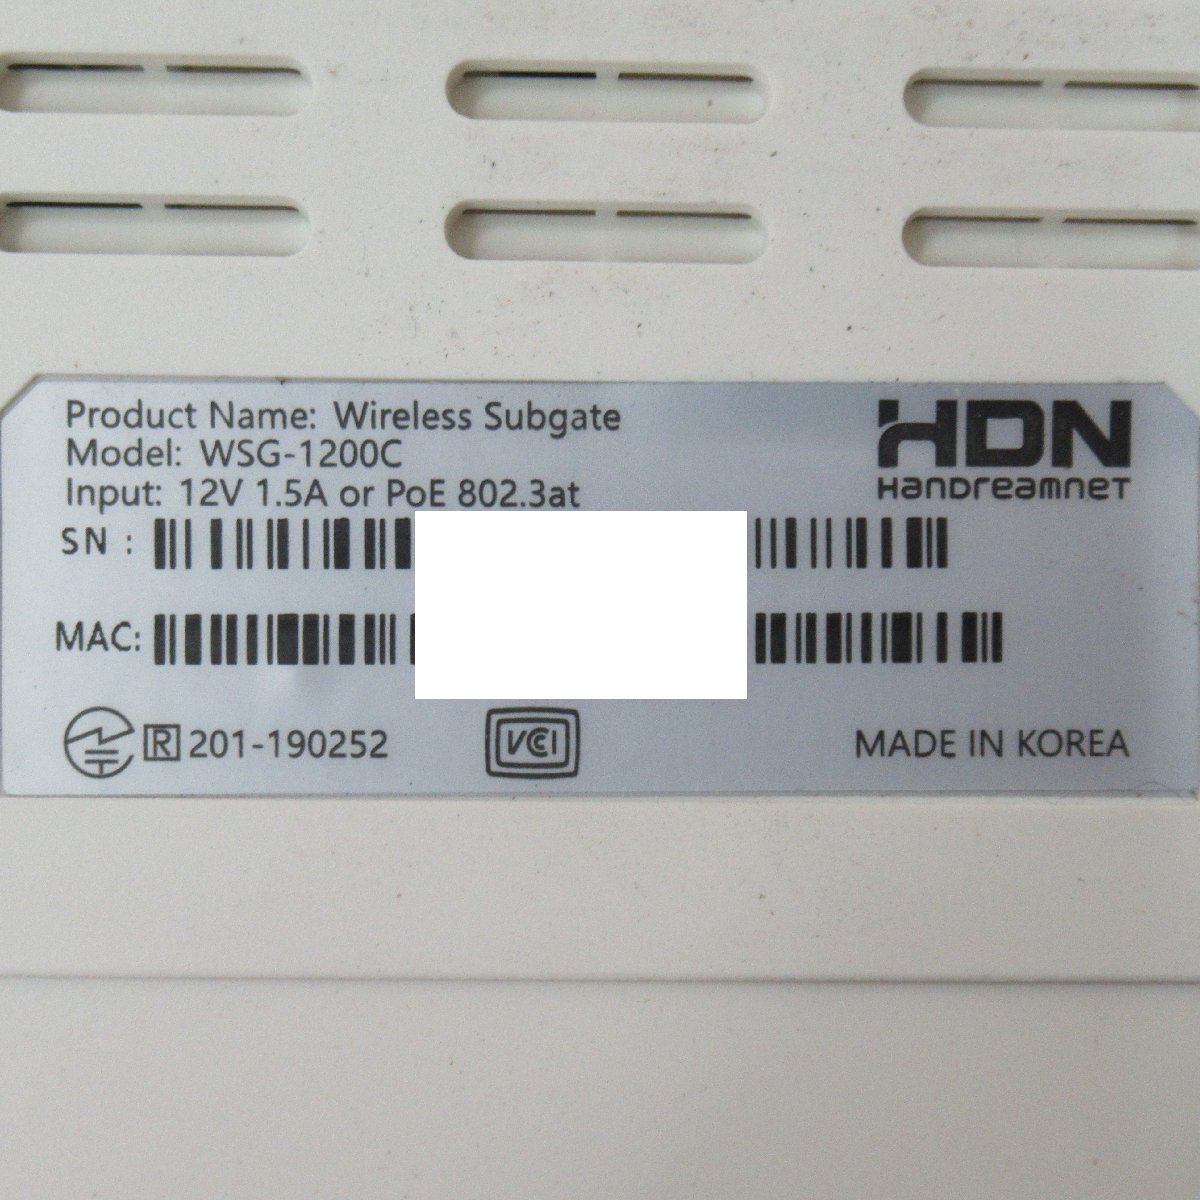 Product Name: Wireless Subgate
Model: WSG-1200C
Input: 12V 1.5A or PoE 802.3at
HDN
HANDREAMNET
SN :
MAC:
R 201-190252
VCCI
MADE IN KOREA